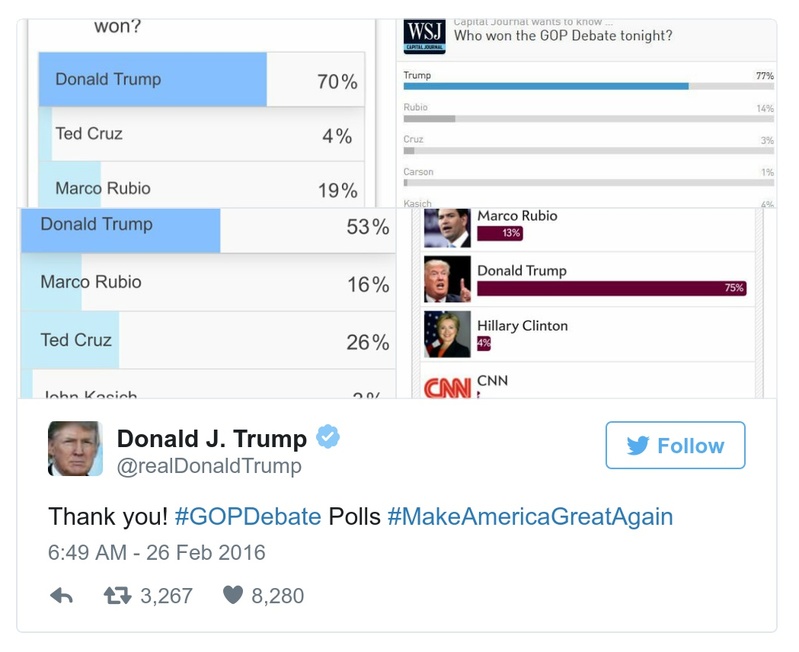 won?
Donald Trump 70%
Ted Cruz 4%
Marco Rubio 19%
WSJ
CAPITAL JOURNAL
Capital Journal wants to know ...
Who won the GOP Debate tonight?
Trump 77%
Rubio 14%
Cruz 3%
Carson 1%
Kasich 4%
Donald Trump 53%
Marco Rubio 16%
Ted Cruz 26%
John Kasich
Marco Rubio
13%
Donald Trump
75%
Hillary Clinton
4%
CNN CNN
Donald J. Trump
@realDonaldTrump
Follow
Thank you! #GOPDebate Polls #MakeAmericaGreatAgain
6:49 AM - 26 Feb 2016
3,267 8,280